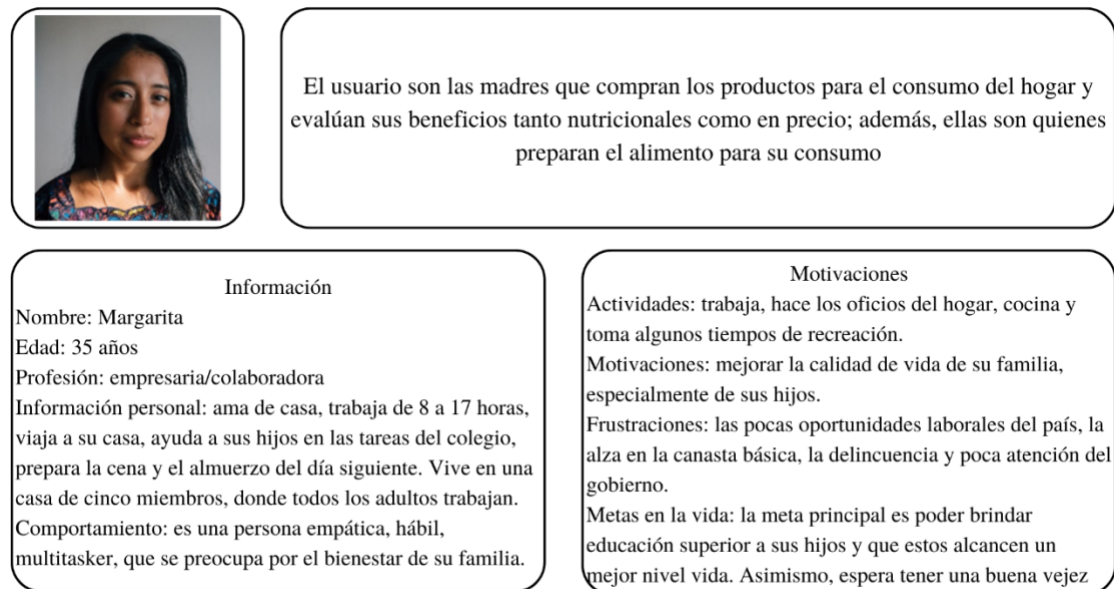 El usuario son las madres que compran los productos para el consumo del hogar y
evalúan sus beneficios tanto nutricionales como en precio; además, ellas son quienes
preparan el alimento para su consumo
Información
Nombre: Margarita
Edad: 35 años
Profesión: empresaria/colaboradora
Información personal: ama de casa, trabaja de 8 a 17 horas,
viaja a su casa, ayuda a sus hijos en las tareas del colegio,
prepara la cena y el almuerzo del día siguiente. Vive en una
casa de cinco miembros, donde todos los adultos trabajan.
Comportamiento: es una persona empática, hábil,
multitasker, que se preocupa por el bienestar de su familia.
Motivaciones
Actividades: trabaja, hace los oficios del hogar, cocina y
toma algunos tiempos de recreación.
Motivaciones: mejorar la calidad de vida de su familia,
especialmente de sus hijos.
Frustraciones: las pocas oportunidades laborales del país, la
alza en la canasta básica, la delincuencia y poca atención del
gobierno.
Metas en la vida: la meta principal es poder brindar
educación superior a sus hijos y que estos alcancen un
mejor nivel vida. Asimismo, espera tener una buena vejez